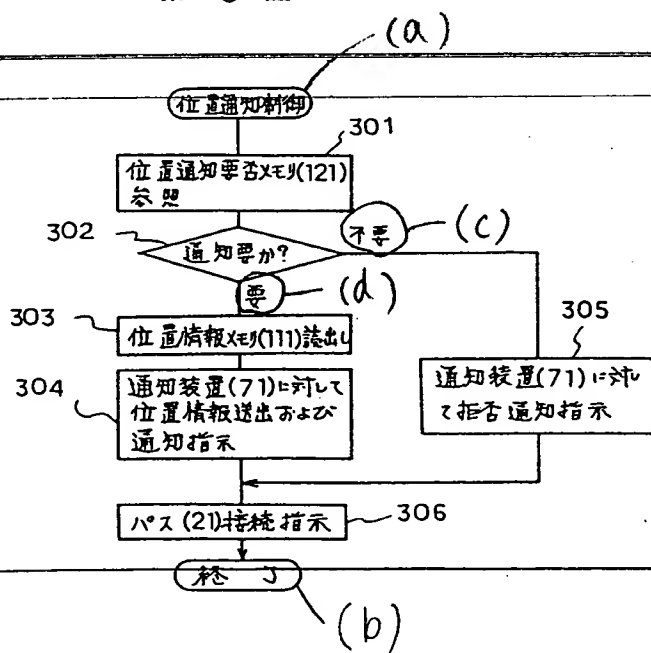 (a)
位置通知制御
301
位置通知要否メモリ(121)
参照
302
通知要か?
不要
(c)
要
(d)
303
位置情報メモリ(111)読出し
305
304
通知装置(71)に対して
位置情報送出および
通知指示
通知装置(71)に対し
て拒否通知指示
パス(21)接続指示
306
終了
(b)